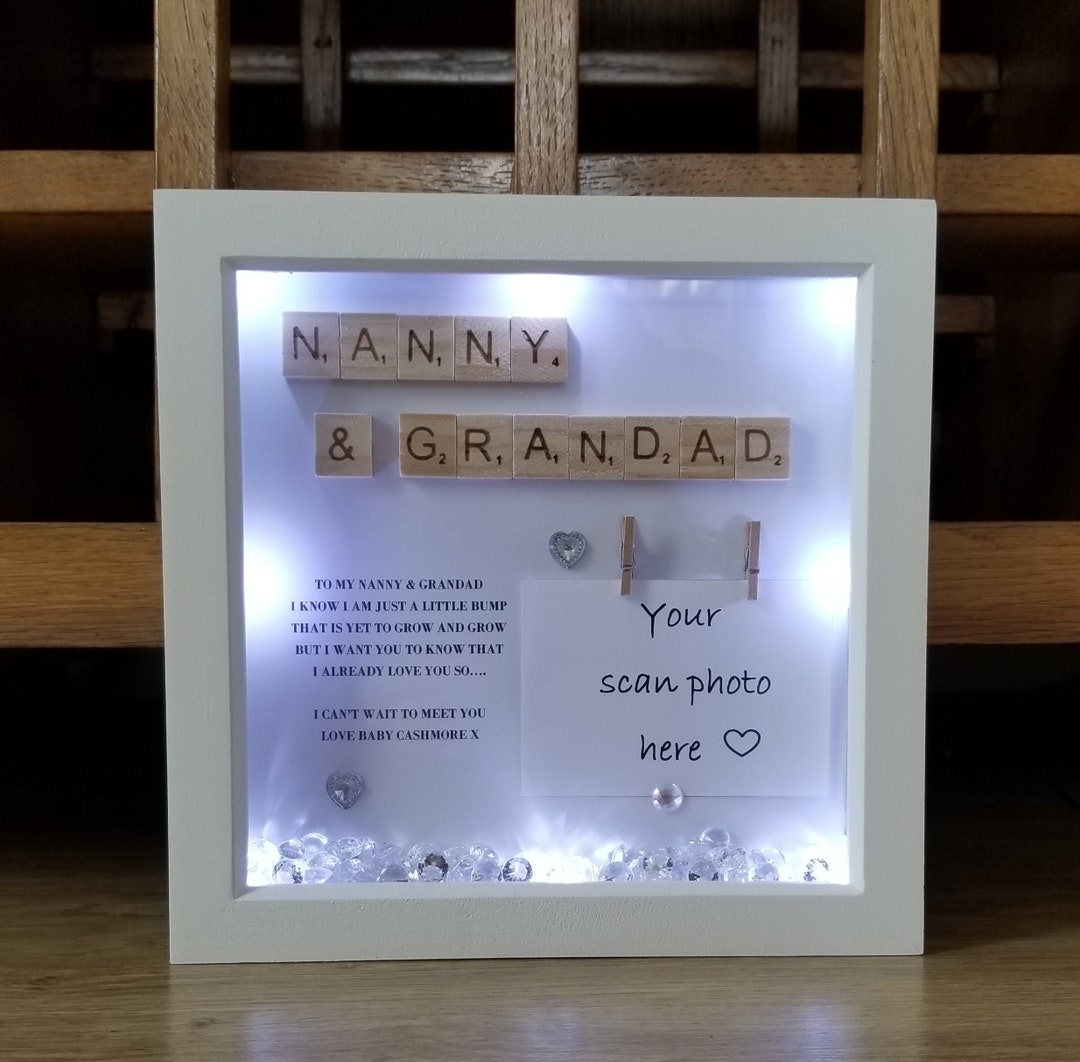 N1A1N1N1Y4
& G2R1A1N1D2A1D2
TO MY NANNY & GRANDAD
I KNOW I AM JUST A LITTLE BUMP
THAT IS YET TO GROW AND GROW
BUT I WANT YOU TO KNOW THAT
I ALREADY LOVE YOU SO....
I CAN'T WAIT TO MEET YOU
LOVE BABY CASHMORE X
Your
scan photo
here ♡